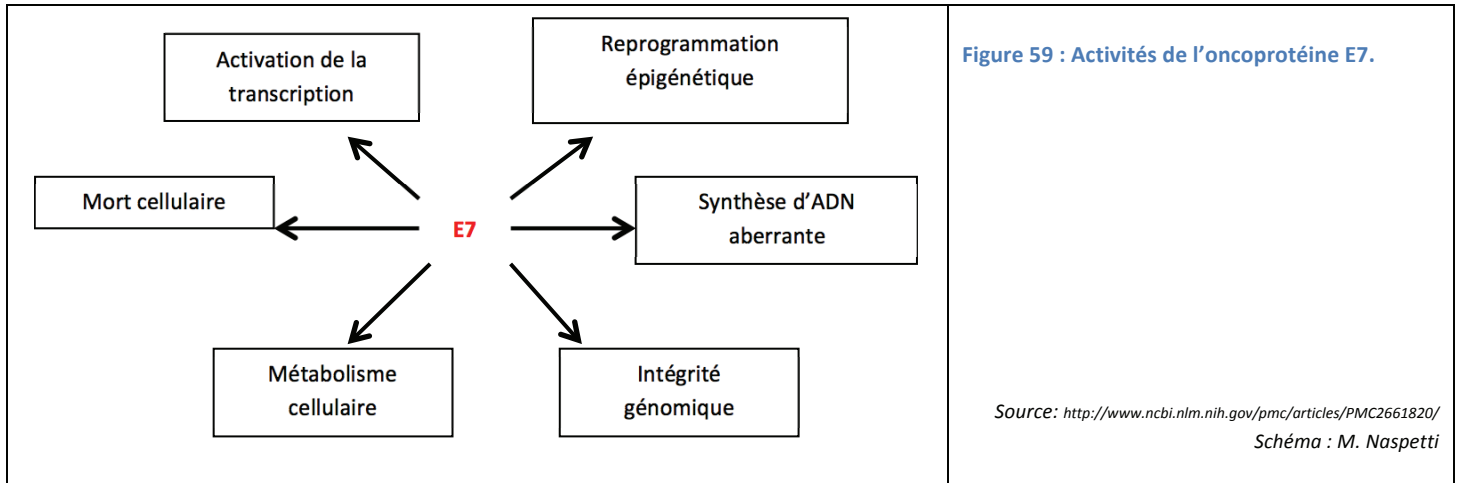 Activation de la
transcription
Reprogrammation
épigénétique
Mort cellulaire
E7
Synthèse d'ADN
aberrante
Métabolisme
cellulaire
Intégrité
génomique
Figure 59 : Activités de l'oncoprotéine E7.
Source: http://www.ncbi.nlm.nih.gov/pmc/articles/PMC2661820/
Schéma : M. Naspetti